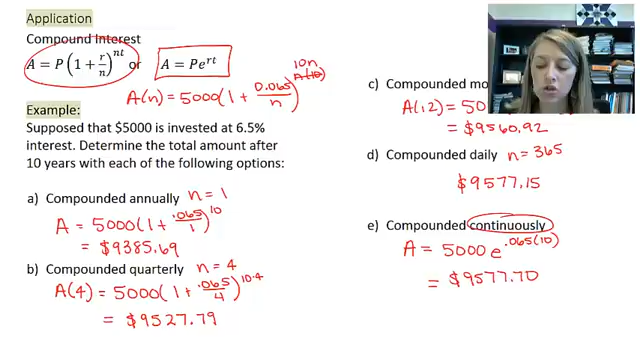 Application
Compound Interest
A = P(1 + r/n)^nt or A = Pe^rt
A(n) = 5000(1 + 0.065/n)^10n
Example:
Supposed that $5000 is invested at 6.5%
interest. Determine the total amount after
10 years with each of the following options:
a) Compounded annually n = 1
A = 5000(1 + .065/1)^10
= $9385.69
b) Compounded quarterly n = 4
A(4) = 5000(1 + .065/4)^10·4
= $9527.79
c) Compounded mo
A(12) = 50
= $9560.92
d) Compounded daily n = 365
$9577.15
e) Compounded continuously
A = 5000e^.065(10)
= $9577.70